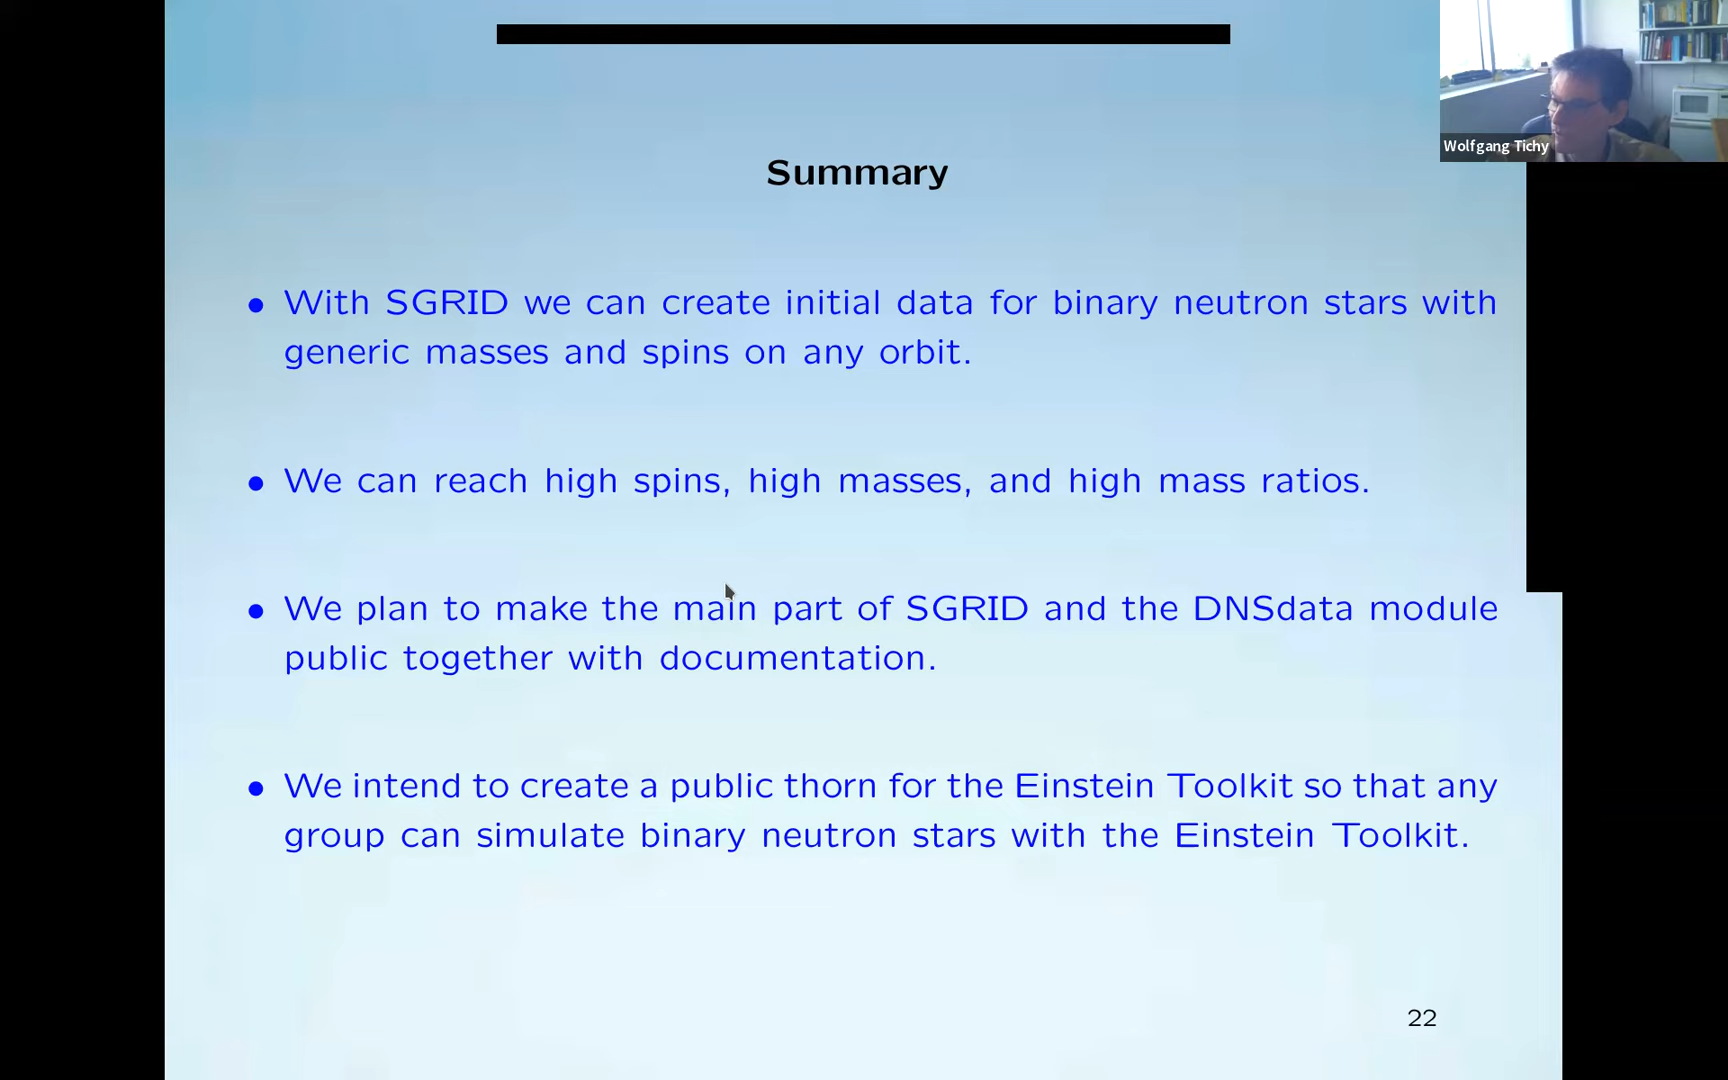 Wolfgang Tichy
Summary
• With SGRID we can create initial data for binary neutron stars with
generic masses and spins on any orbit.
• We can reach high spins, high masses, and high mass ratios.
• We plan to make the main part of SGRID and the DNSdata module
public together with documentation.
• We intend to create a public thorn for the Einstein Toolkit so that any
group can simulate binary neutron stars with the Einstein Toolkit.
22